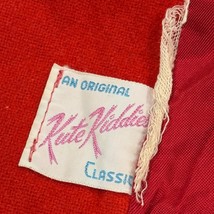 AN ORIGINAL
Kute Kiddies
CLASSIC